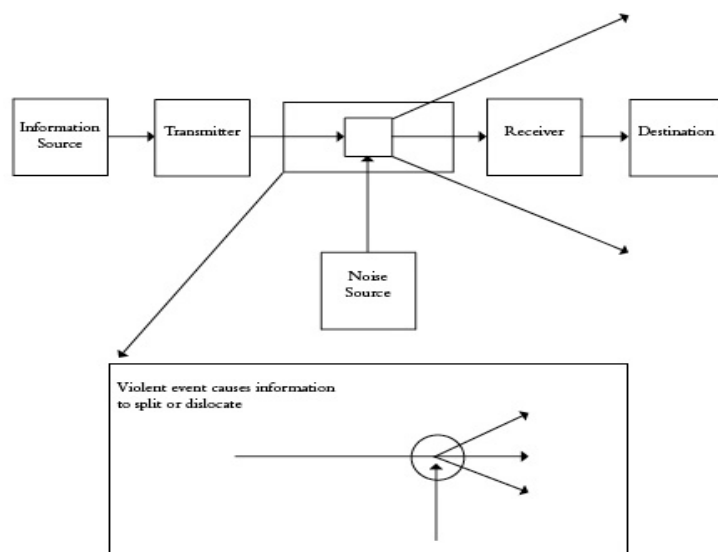 Information
Source
Transmitter
Receiver
Destination
Noise
Source
Violent event causes information
to split or dislocate